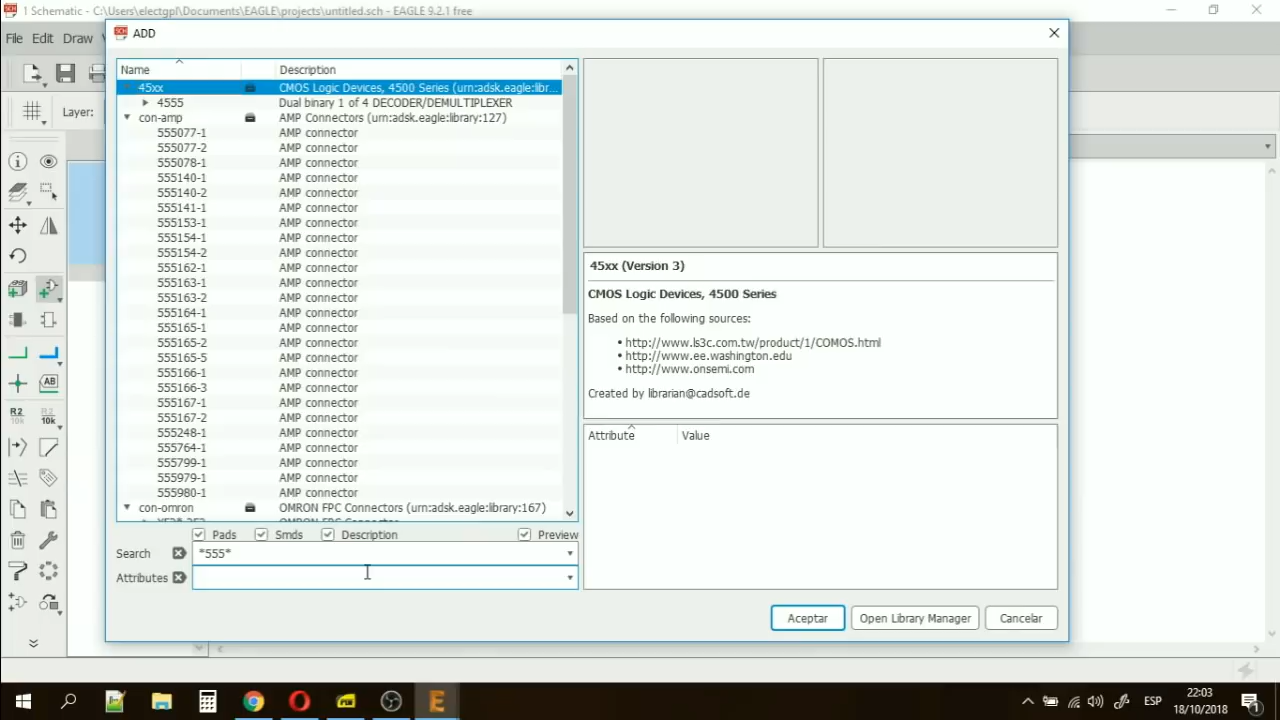 1 Schematic - C:\Users\electgpl\Documents\EAGLE\projects\untitled.sch - EAGLE 9.2.1 free
File Edit Draw
Layer:
ADD
Name Description
45xx CMOS Logic Devices, 4500 Series (urn:adsk.eagle:libr...
4555 Dual binary 1 of 4 DECODER/DEMULTIPLEXER
con-amp AMP Connectors (urn:adsk.eagle:library:127)
555077-1 AMP connector
555077-2 AMP connector
555078-1 AMP connector
555140-1 AMP connector
555140-2 AMP connector
555141-1 AMP connector
555153-1 AMP connector
555154-1 AMP connector
555154-2 AMP connector
555162-1 AMP connector
555163-1 AMP connector
555163-2 AMP connector
555164-1 AMP connector
555165-1 AMP connector
555165-2 AMP connector
555165-5 AMP connector
555166-1 AMP connector
555166-3 AMP connector
555167-1 AMP connector
555167-2 AMP connector
555248-1 AMP connector
555764-1 AMP connector
555799-1 AMP connector
555979-1 AMP connector
555980-1 AMP connector
con-omron OMRON FPC Connectors (urn:adsk.eagle:library:167)
Pads Smds Description Preview
Search *555*
Attributes
45xx (Version 3)
CMOS Logic Devices, 4500 Series
Based on the following sources:
• http://www.ls3c.com.tw/product/1/COMOS.html
• http://www.ee.washington.edu
• http://www.onsemi.com
Created by librarian@cadsoft.de
Attribute Value
Aceptar Open Library Manager Cancelar
R2 10k R2 10k
AB
ESP
22:03
18/10/2018
1